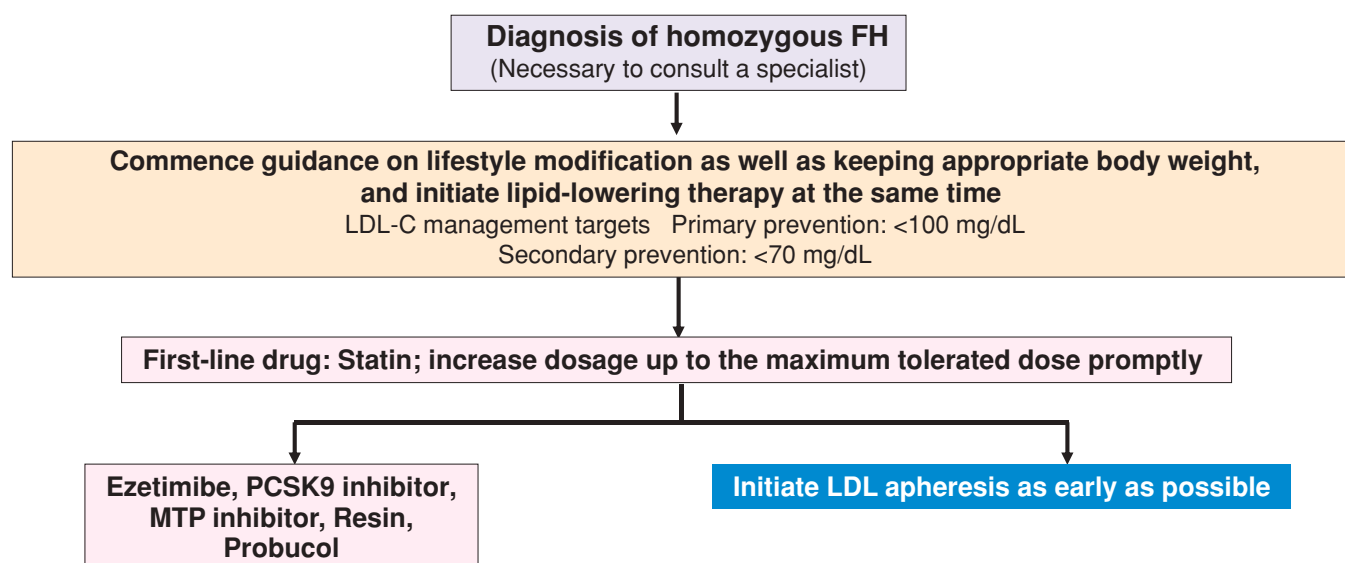 Diagnosis of homozygous FH
(Necessary to consult a specialist)
Commence guidance on lifestyle modification as well as keeping appropriate body weight,
and initiate lipid-lowering therapy at the same time
LDL-C management targets Primary prevention: <100 mg/dL
Secondary prevention: <70 mg/dL
First-line drug: Statin; increase dosage up to the maximum tolerated dose promptly
Ezetimibe, PCSK9 inhibitor,
MTP inhibitor, Resin,
Probucol
Initiate LDL apheresis as early as possible